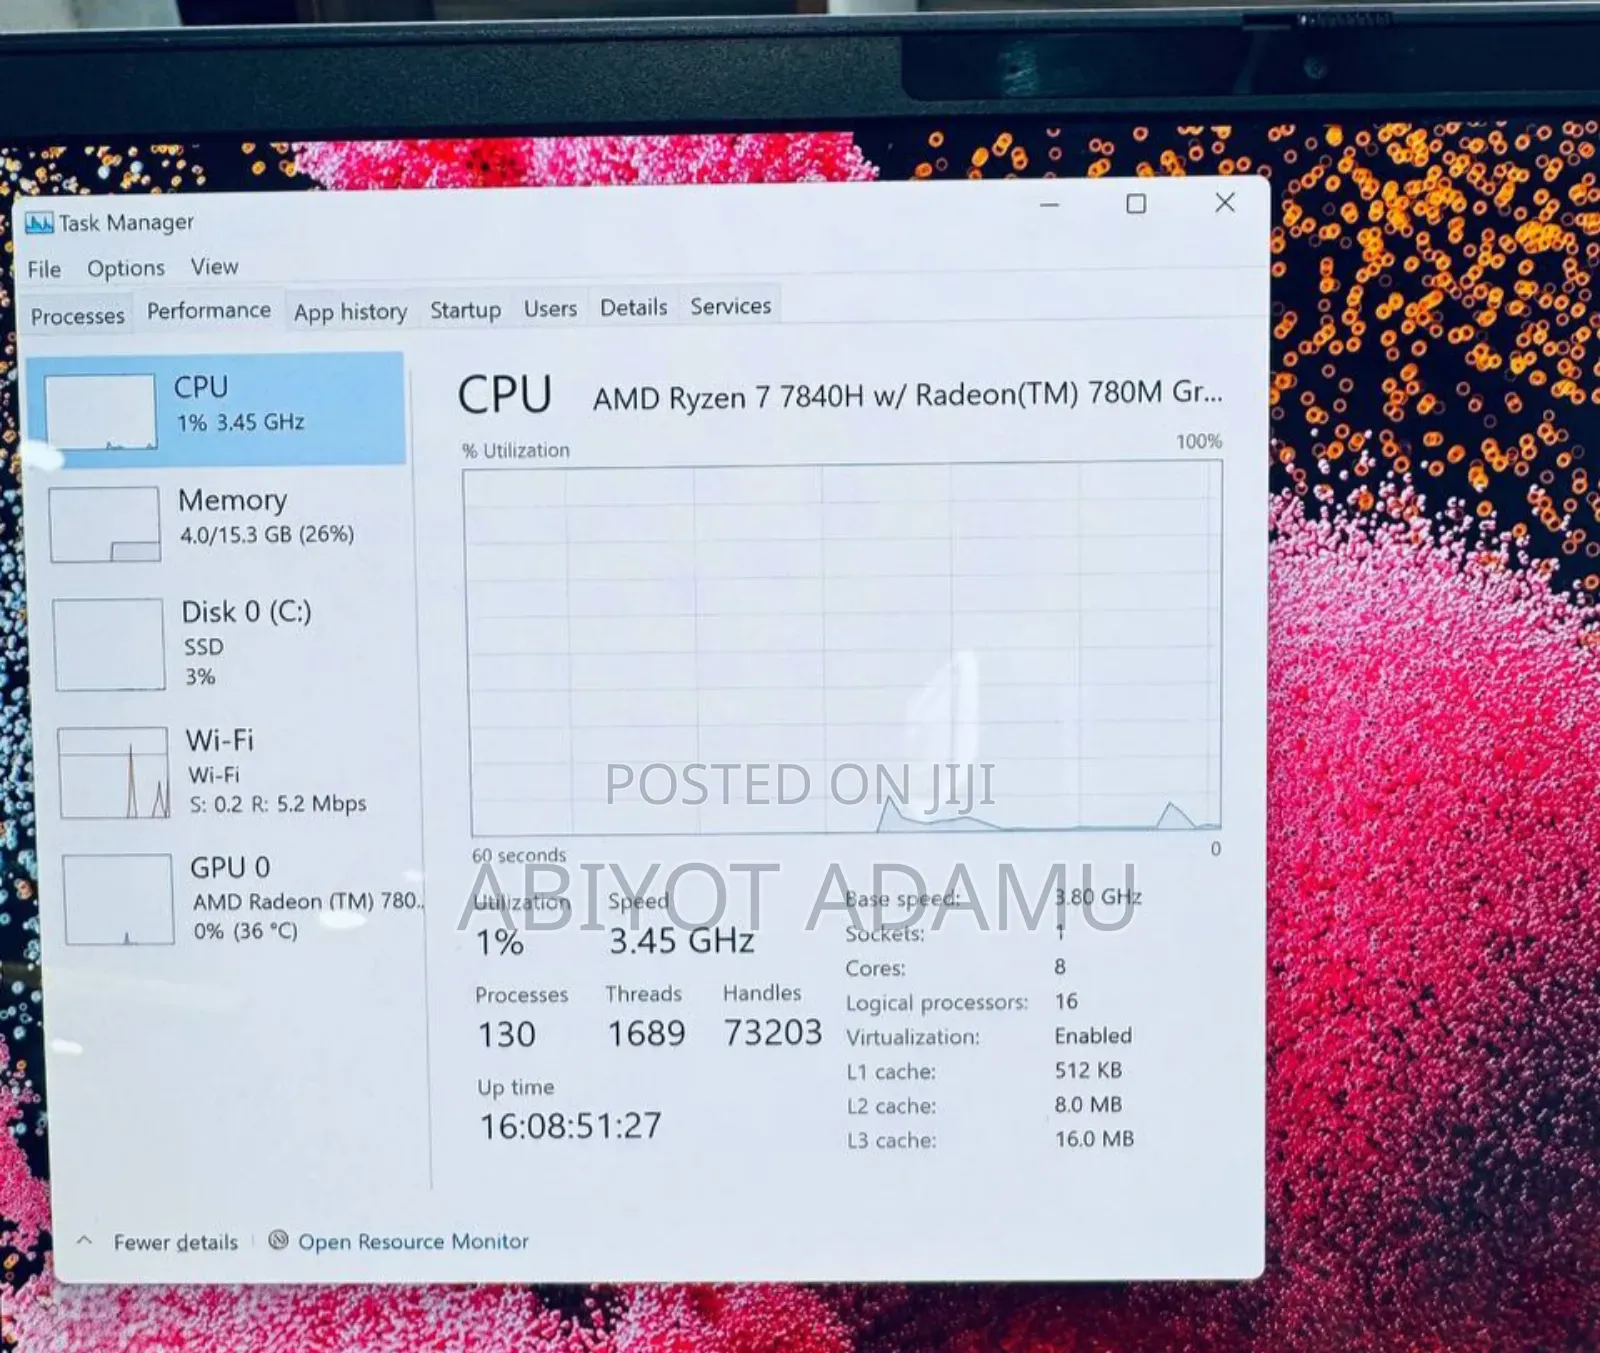 Task Manager
File Options View
Processes Performance App history Startup Users Details Services
CPU
1% 3.45 GHz
Memory
4.0/15.3 GB (26%)
Disk 0 (C:)
SSD
3%
Wi-Fi
Wi-Fi
S: 0.2 R: 5.2 Mbps
GPU 0
AMD Radeon (TM) 780..
0% (36 °C)
CPU AMD Ryzen 7 7840H w/ Radeon(TM) 780M Gr...
% Utilization 100%
POSTED ON JIJI
60 seconds 0
ABIYOT ADAMU
Utilization Speed
1% 3.45 GHz
Processes Threads Handles
130 1689 73203
Up time
16:08:51:27
Base speed: 3.80 GHz
Sockets: 1
Cores: 8
Logical processors: 16
Virtualization: Enabled
L1 cache: 512 KB
L2 cache: 8.0 MB
L3 cache: 16.0 MB
Fewer details Open Resource Monitor